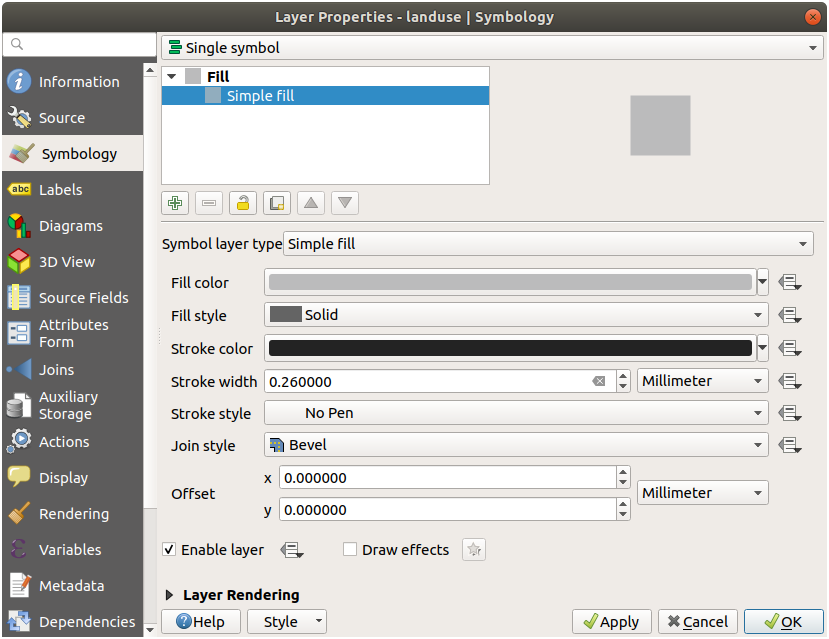 Layer Properties - landuse | Symbology
Single symbol
Information
Source
Symbology
abc Labels
Diagrams
3D View
Source Fields
Attributes
Form
Joins
Auxiliary
Storage
Actions
Display
Rendering
Variables
Metadata
Dependencies
Fill
Simple fill
Symbol layer type Simple fill
Fill color
Fill style Solid
Stroke color
Stroke width 0.260000 Millimeter
Stroke style No Pen
Join style Bevel
Offset
x 0.000000
y 0.000000
Millimeter
Enable layer Draw effects
Layer Rendering
Help Style Apply Cancel OK